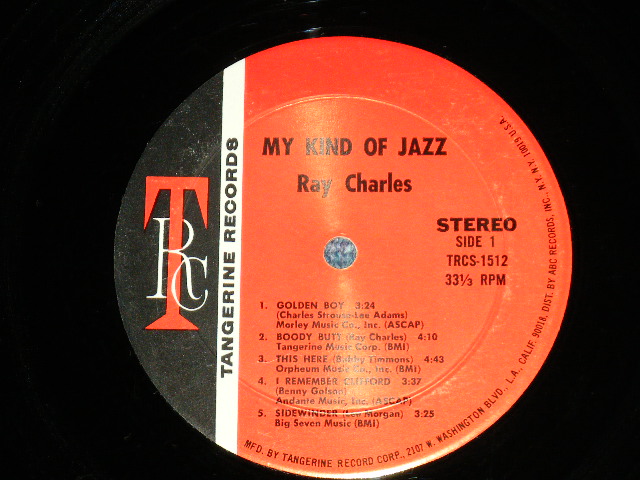 MY KIND OF JAZZ
Ray Charles
STEREO
SIDE 1
TRCS-1512
33⅓ RPM
TRC
TANGERINE RECORDS
1. GOLDEN BOY 3:24
(Charles Strouse-Lee Adams)
Morley Music Co., Inc. (ASCAP)
2. BOODY BUTT (Ray Charles) 4:10
Tangerine Music Corp. (BMI)
3. THIS HERE (Bobby Timmons) 4:43
Orpheum Music Co., Inc. (BMI)
4. I REMEMBER CLIFFORD 3:37
(Benny Golson)
Andante Music, Inc. (ASCAP)
5. SIDEWINDER (Lee Morgan) 3:25
Big Seven Music (BMI)
MFD. BY TANGERINE RECORD CORP., 2107 W. WASHINGTON BLVD., L.A., CALIF. 90018, DIST. BY ABC RECORDS, INC., N.Y., N.Y. 10019 U.S.A.